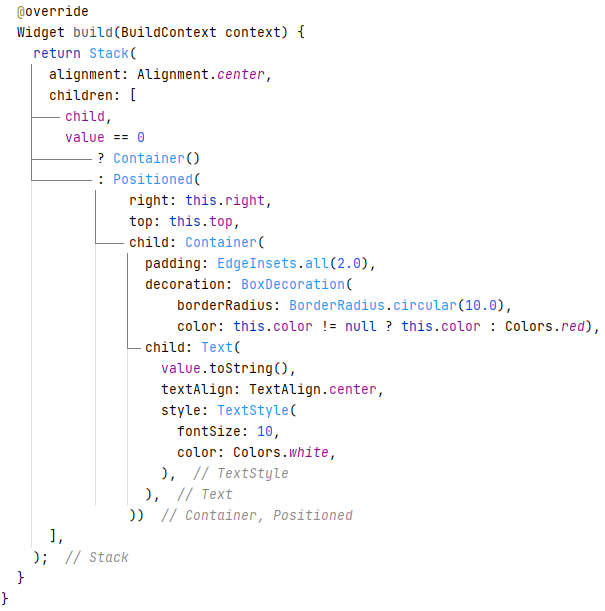 @override
Widget build(BuildContext context) {
return Stack(
alignment: Alignment.center,
children: [
child,
value == 0
? Container()
: Positioned(
right: this.right,
top: this.top,
child: Container(
padding: EdgeInsets.all(2.0),
decoration: BoxDecoration(
borderRadius: BorderRadius.circular(10.0),
color: this.color != null ? this.color : Colors.red),
child: Text(
value.toString(),
textAlign: TextAlign.center,
style: TextStyle(
fontSize: 10,
color: Colors.white,
), // TextStyle
), // Text
)) // Container, Positioned
],
); // Stack
}
}